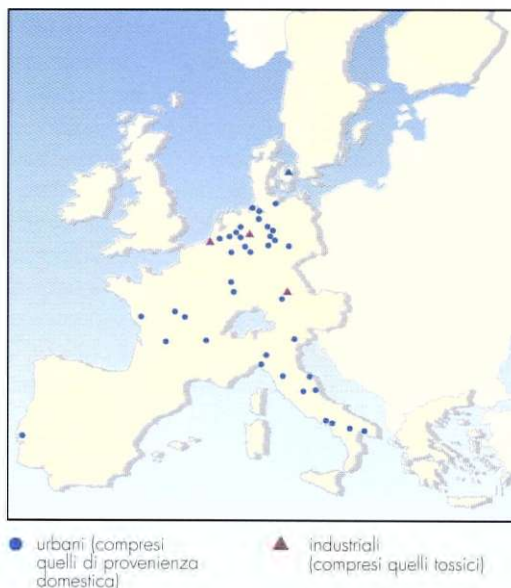 urbani (compresi
quelli di provenienza
domestica)
industriali
(compresi quelli tossici)